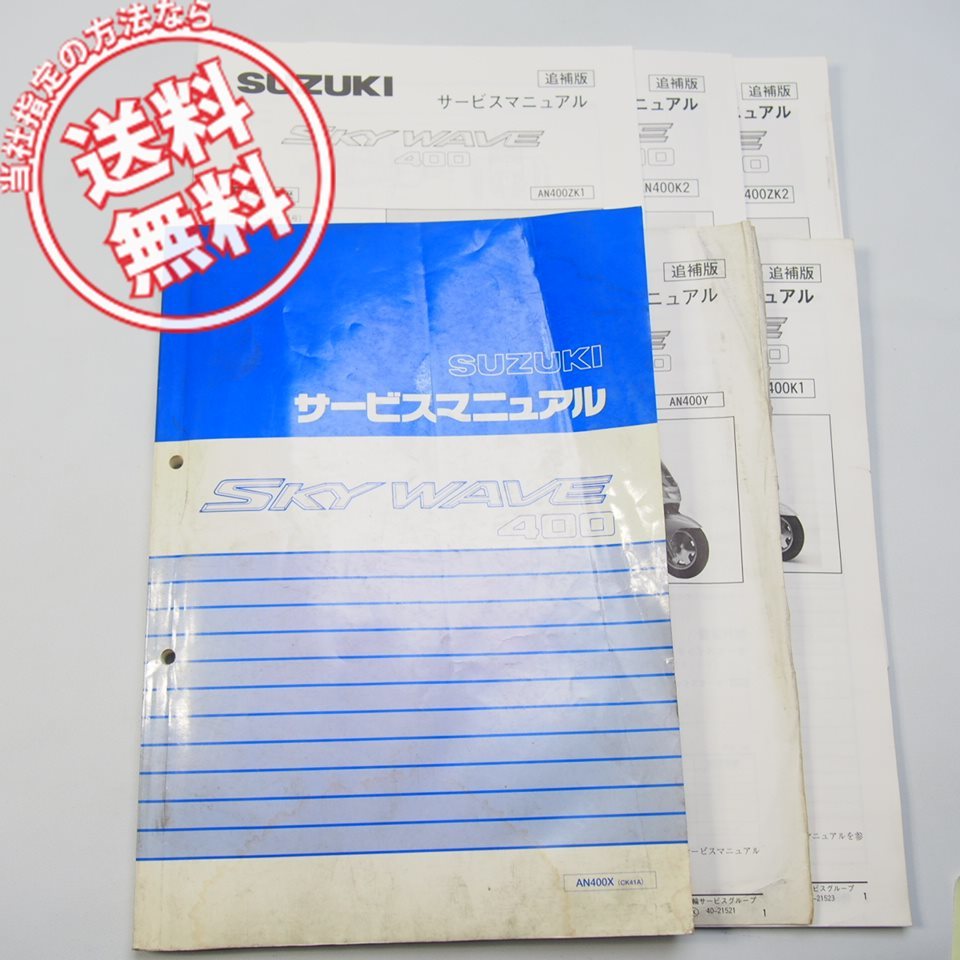 当社指定の方法なら
送料
無料
SUZUKI
追補版
サービスマニュアル
SKY WAVE
400
AN400ZK1
追補版
ニュアル
E
00
AN400K2
追補版
ニュアル
E
0
400ZK2
SUZUKI
サービスマニュアル
SKY WAVE
400
AN400X (CK41A)
追補版
ニュアル
E
0
AN400Y
ービスマニュアル
輪サービスグループ
40-21521 1
追補版
ュアル
E
0
400K1
マニュアルを参
ビスグループ
-21523 1